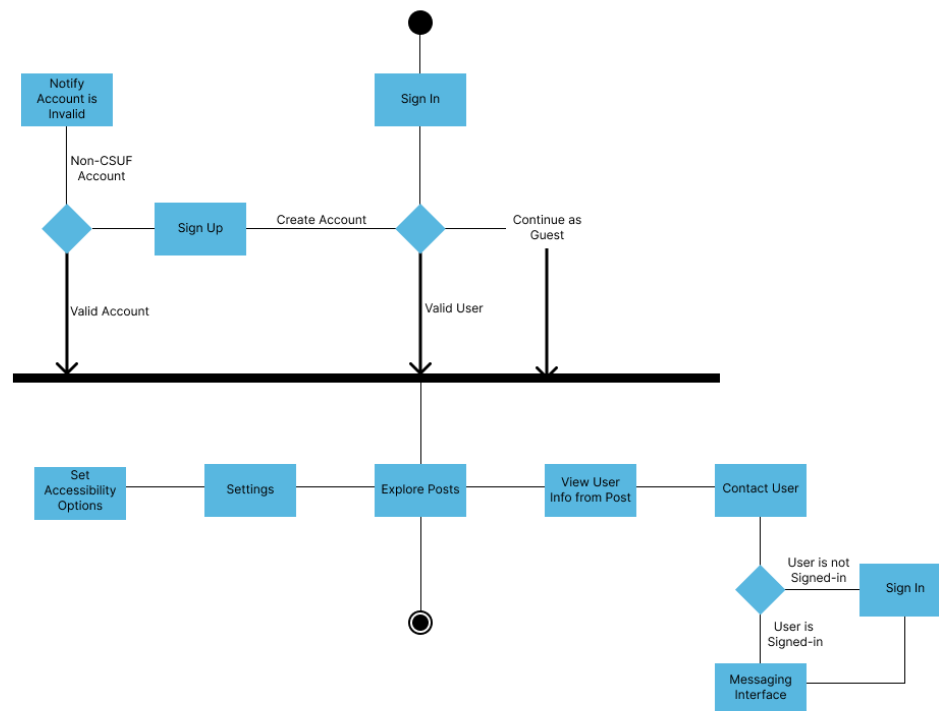 Notify
Account is
Invalid
Sign In
Non-CSUF
Account
Sign Up
Create Account
Continue as
Guest
Valid Account
Valid User
Set
Accessibility
Options
Settings
Explore Posts
View User
Info from Post
Contact User
User is not
Signed-in
Sign In
User is
Signed-in
Messaging
Interface